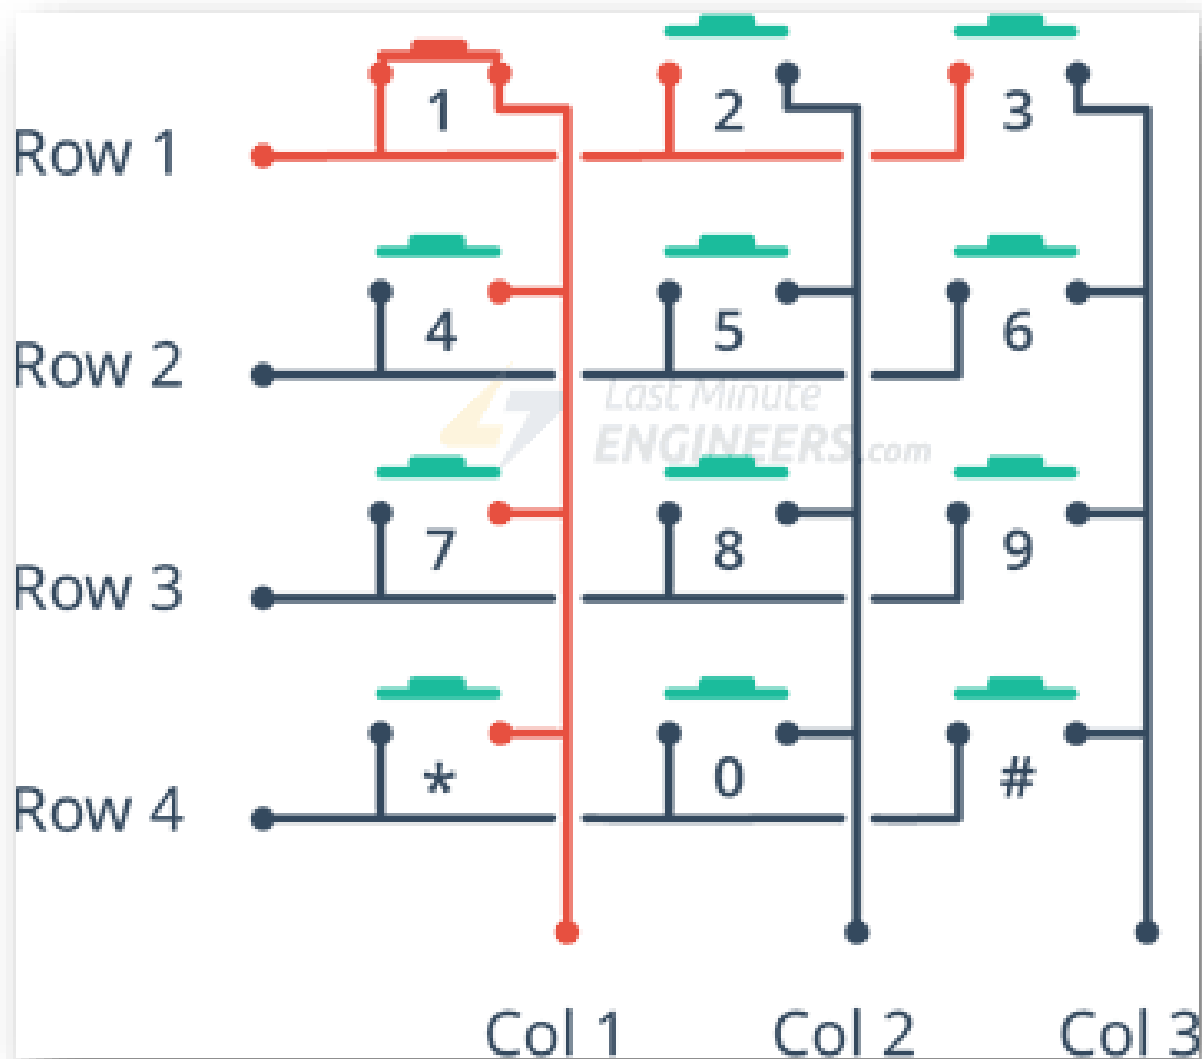 1 2 3
Row 1
4 5 6
Row 2
Last Minute
ENGINEERS.com
7 8 9
Row 3
* 0 #
Row 4
Col 1 Col 2 Col 3